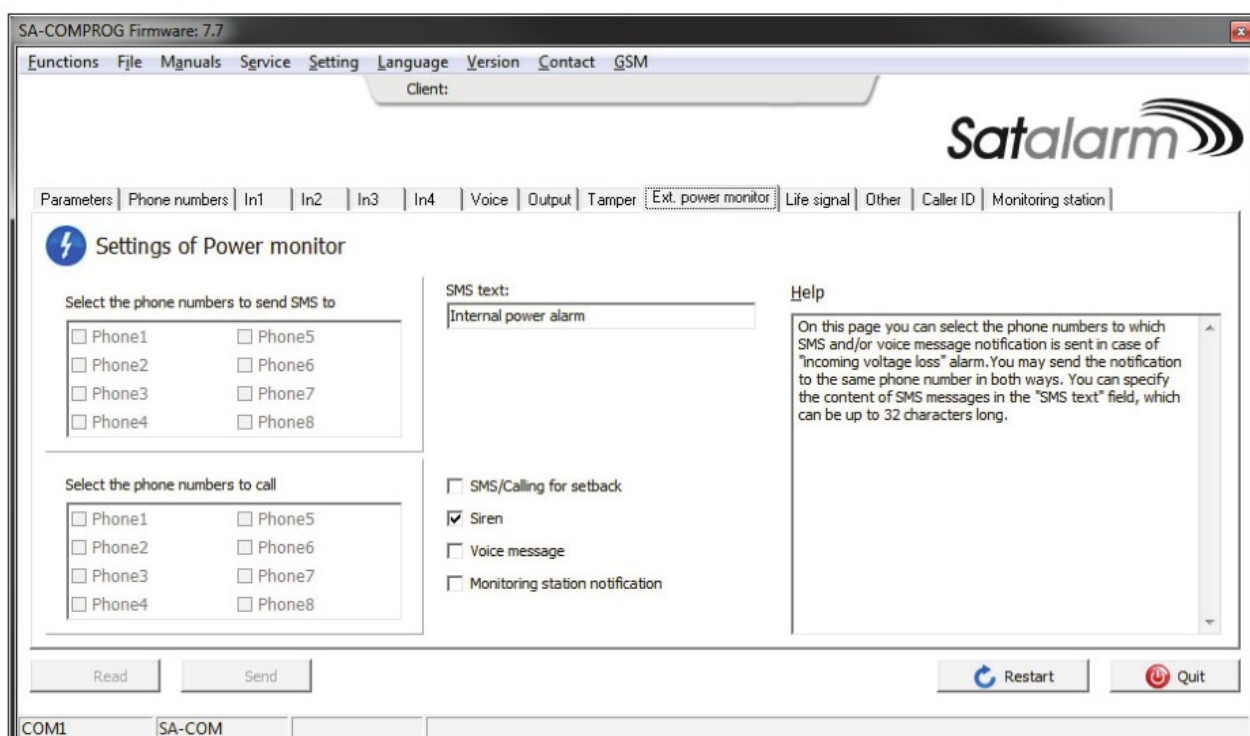 SA-COMPROG Firmware: 7.7
Functions File Manuals Service Setting Language Version Contact GSM
Client:
Satalarm
Parameters Phone numbers In1 In2 In3 In4 Voice Output Tamper Ext. power monitor Life signal Other Caller ID Monitoring station
Settings of Power monitor
Select the phone numbers to send SMS to
Phone1 Phone5
Phone2 Phone6
Phone3 Phone7
Phone4 Phone8
Select the phone numbers to call
Phone1 Phone5
Phone2 Phone6
Phone3 Phone7
Phone4 Phone8
SMS text:
Internal power alarm
SMS/Calling for setback
Siren
Voice message
Monitoring station notification
Help
On this page you can select the phone numbers to which
SMS and/or voice message notification is sent in case of
"incoming voltage loss" alarm.You may send the notification
to the same phone number in both ways. You can specify
the content of SMS messages in the "SMS text" field, which
can be up to 32 characters long.
Read Send Restart Quit
COM1 SA-COM